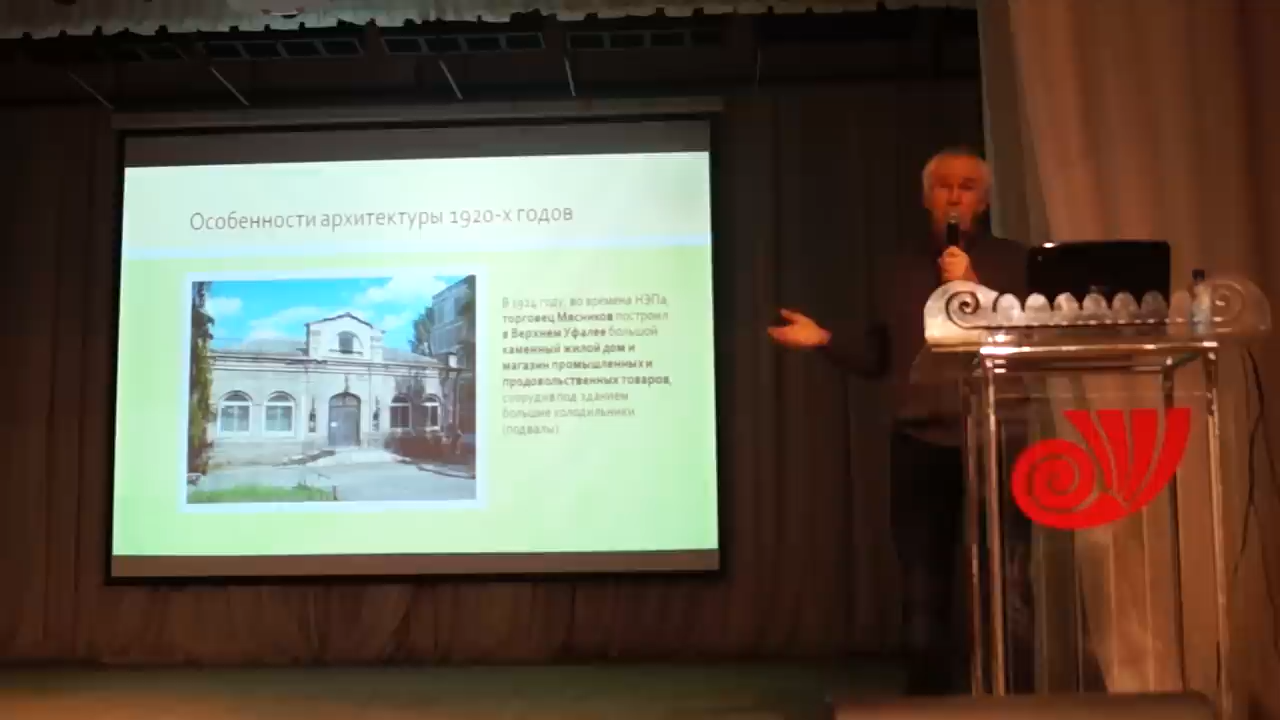 Особенности архитектуры 1920-х годов
В 1924 году, во времена НЭПа,
торговец Мясников построил
в Верхнем Уфалее большой
каменный жилой дом и
магазин промышленных и
продовольственных товаров,
соорудив под зданием
большие холодильники
(подвалы)